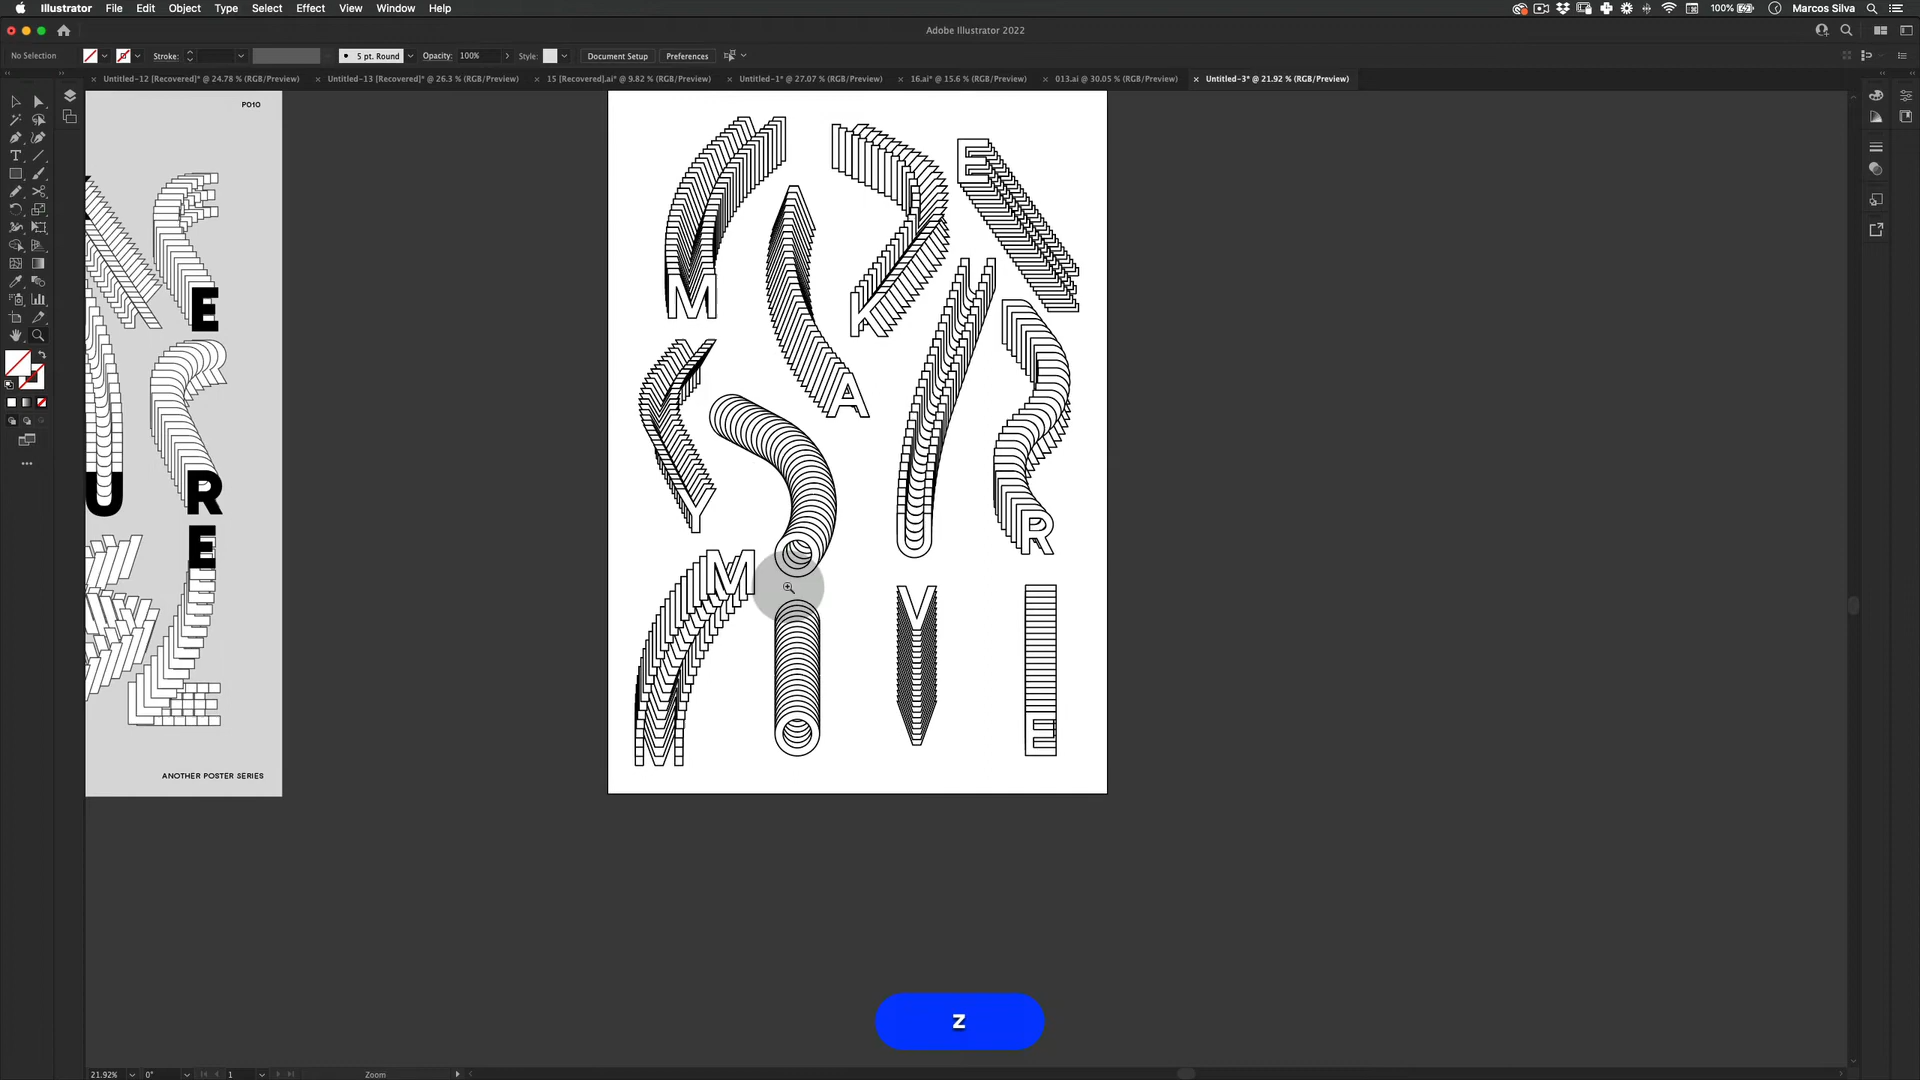 Illustrator File Edit Object Type Select Effect View Window Help
100% Marcos Silva
Adobe Illustrator 2022
No Selection Stroke: 5 pt. Round Opacity: 100% Style: Document Setup Preferences
Untitled-12 [Recovered]* @ 24.78 % (RGB/Preview)
Untitled-13 [Recovered]* @ 26.3 % (RGB/Preview)
15 [Recovered].ai* @ 9.82 % (RGB/Preview)
Untitled-1* @ 27.07 % (RGB/Preview)
16.ai* @ 15.6 % (RGB/Preview)
013.ai @ 30.05 % (RGB/Preview)
Untitled-3* @ 21.92 % (RGB/Preview)
P010
E
U R
E
E
ANOTHER POSTER SERIES
M A K E
Y O U R
M O V E
M
Z
21.92% 0° 1 Zoom